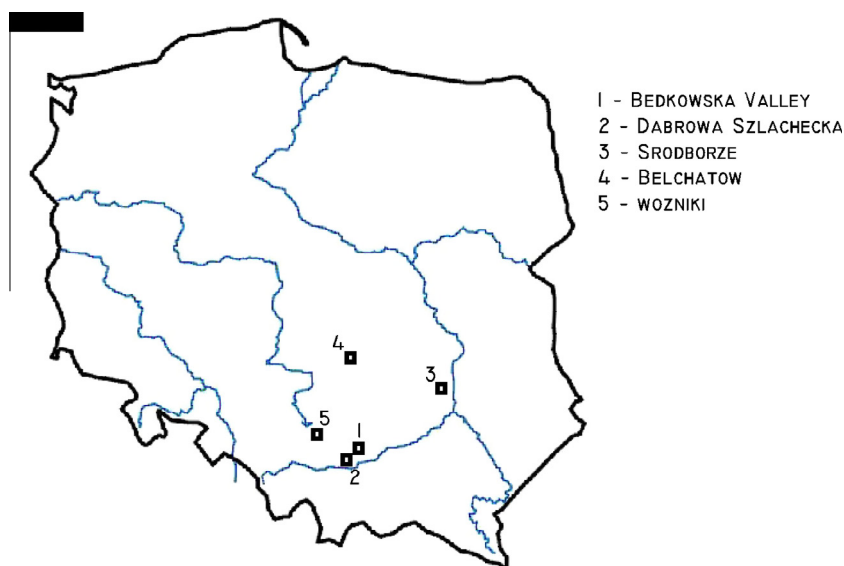 1 - BEDKOWSKA VALLEY
2 - DABROWA SZLACHECKA
3 - SRODBORZE
4 - BELCHATOW
5 - WOZNIKI
4
3
5
1
2